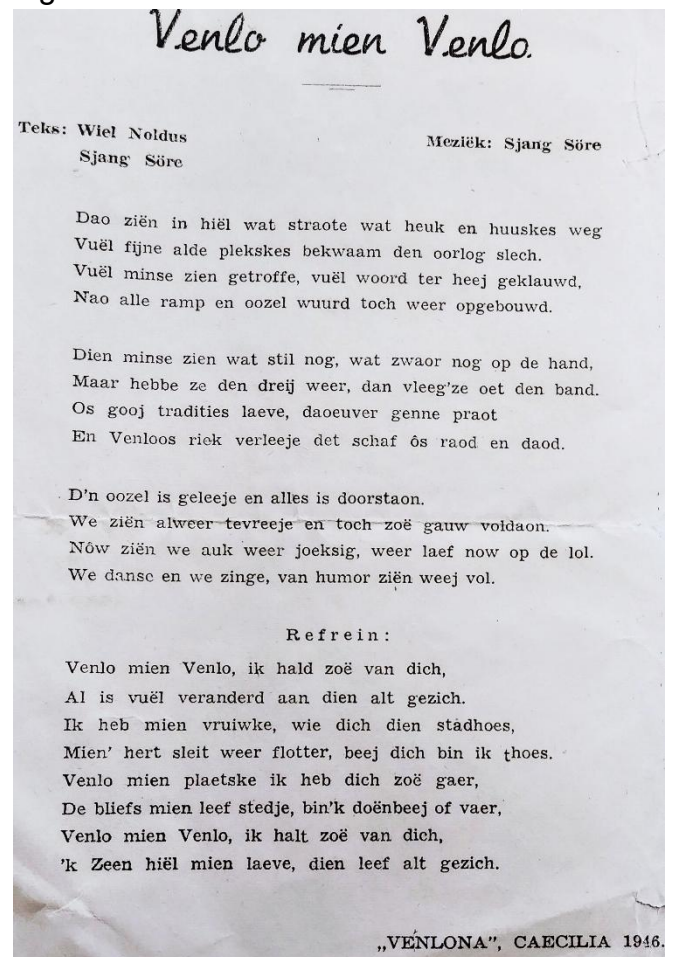 Venlo mien Venlo.
Teks: Wiel Noldus
Sjang Söre
Meziëk: Sjang Söre
Dao ziën in hiël wat straote wat heuk en huuskes weg
Vuël fijne alde plekskes bekwaam den oorlog slech.
Vuël minse zien getroffe, vuël woord ter heej geklauwd,
Nao alle ramp en oozel wuurd toch weer opgebouwd.
Dien minse zien wat stil nog, wat zwaor nog op de hand,
Maar hebbe ze den dreij weer, dan vleeg'ze oet den band.
Os gooj tradities laeve, daoeuver genne praot
En Venloos riek verleeje det schaf ôs raod en daod.
D'n oozel is geleeje en alles is doorstaon.
We ziën alweer tevreeje en toch zoë gauw voldaon.
Nôw ziën we auk weer joeksig, weer laef now op de lol.
We danse en we zinge, van humor ziën weej vol.
Refrein:
Venlo mien Venlo, ik hald zoë van dich,
Al is vuël veranderd aan dien alt gezich.
Ik heb mien vruiwke, wie dich dien stadhoes,
Mien' hert sleit weer flotter, beej dich bin ik thoes.
Venlo mien plaetske ik heb dich zoë gaer,
De bliefs mien leef stedje, bin'k doënbeej of vaer,
Venlo mien Venlo, ik halt zoë van dich,
'k Zeen hiël mien laeve, dien leef alt gezich.
„VENLONA", CAECILIA 1946.